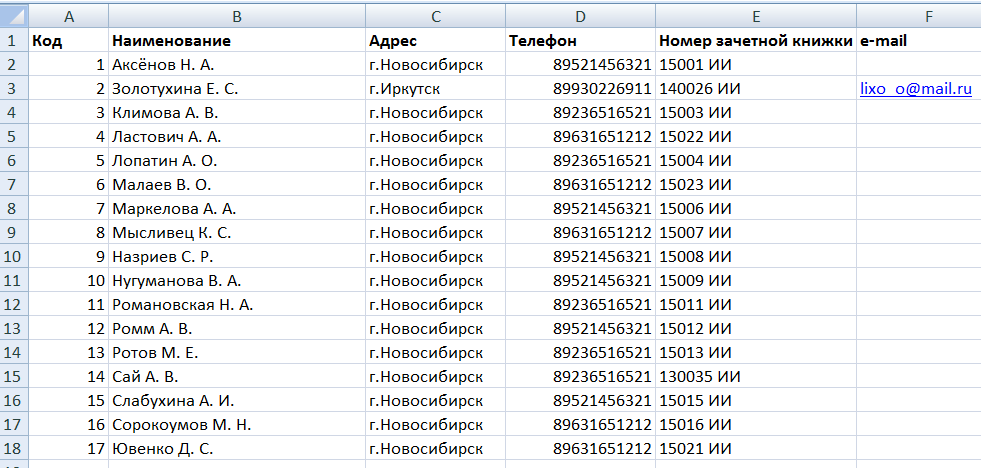 A B C D E F
1 Код Наименование Адрес Телефон Номер зачетной книжки e-mail
2 1 Аксёнов Н. А. г.Новосибирск 89521456321 15001 ИИ
3 2 Золотухина Е. С. г.Иркутск 89930226911 140026 ИИ lixo_o@mail.ru
4 3 Климова А. В. г.Новосибирск 89236516521 15003 ИИ
5 4 Ластович А. А. г.Новосибирск 89631651212 15022 ИИ
6 5 Лопатин А. О. г.Новосибирск 89236516521 15004 ИИ
7 6 Малаев В. О. г.Новосибирск 89631651212 15023 ИИ
8 7 Маркелова А. А. г.Новосибирск 89521456321 15006 ИИ
9 8 Мысливец К. С. г.Новосибирск 89631651212 15007 ИИ
10 9 Назриев С. Р. г.Новосибирск 89521456321 15008 ИИ
11 10 Нугуманова В. А. г.Новосибирск 89521456321 15009 ИИ
12 11 Романовская Н. А. г.Новосибирск 89236516521 15011 ИИ
13 12 Ромм А. В. г.Новосибирск 89521456321 15012 ИИ
14 13 Ротов М. Е. г.Новосибирск 89236516521 15013 ИИ
15 14 Сай А. В. г.Новосибирск 89236516521 130035 ИИ
16 15 Слабухина А. И. г.Новосибирск 89521456321 15015 ИИ
17 16 Сорокоумов М. Н. г.Новосибирск 89631651212 15016 ИИ
18 17 Ювенко Д. С. г.Новосибирск 89631651212 15021 ИИ